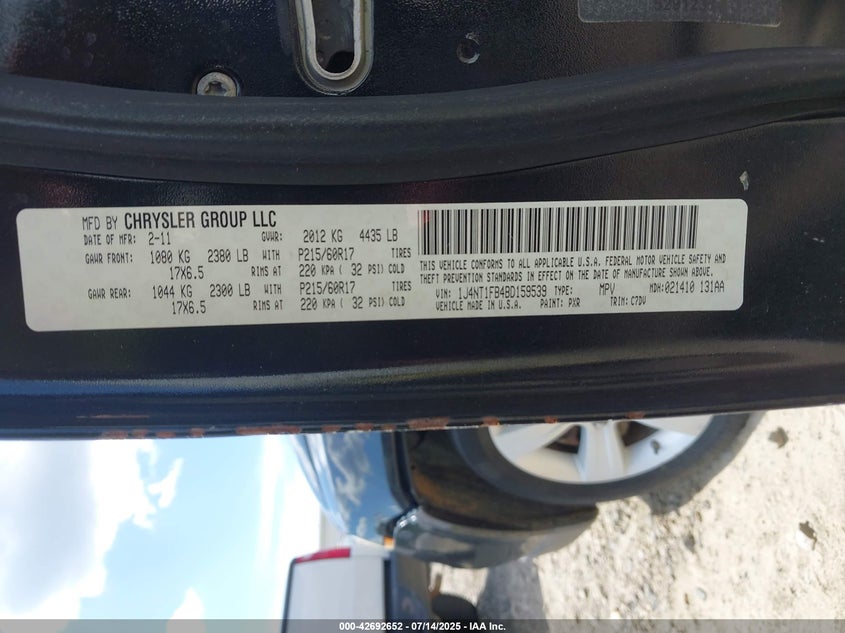 MFD BY CHRYSLER GROUP LLC
DATE OF MFR: 2-11 GVWR: 2012 KG 4435 LB
GAWR FRONT: 1080 KG 2380 LB WITH P215/60R17 TIRES
17X6.5 RIMS AT 220 KPA ( 32 PSI) COLD
GAWR REAR: 1044 KG 2300 LB WITH P215/60R17 TIRES
17X6.5 RIMS AT 220 KPA ( 32 PSI) COLD
THIS VEHICLE CONFORMS TO ALL APPLICABLE U.S.A. FEDERAL MOTOR VEHICLE SAFETY AND
THEFT PREVENTION STANDARDS IN EFFECT ON THE DATE OF MANUFACTURE SHOWN ABOVE.
VIN: 1J4NT1FB4BD159539 TYPE: MPV MDH:021410 131AA
VEHICLE MADE IN U.S.A. PAINT: PXR TRIM: C7DV
000-42692652 / 07/14/2025 - IAA Inc.